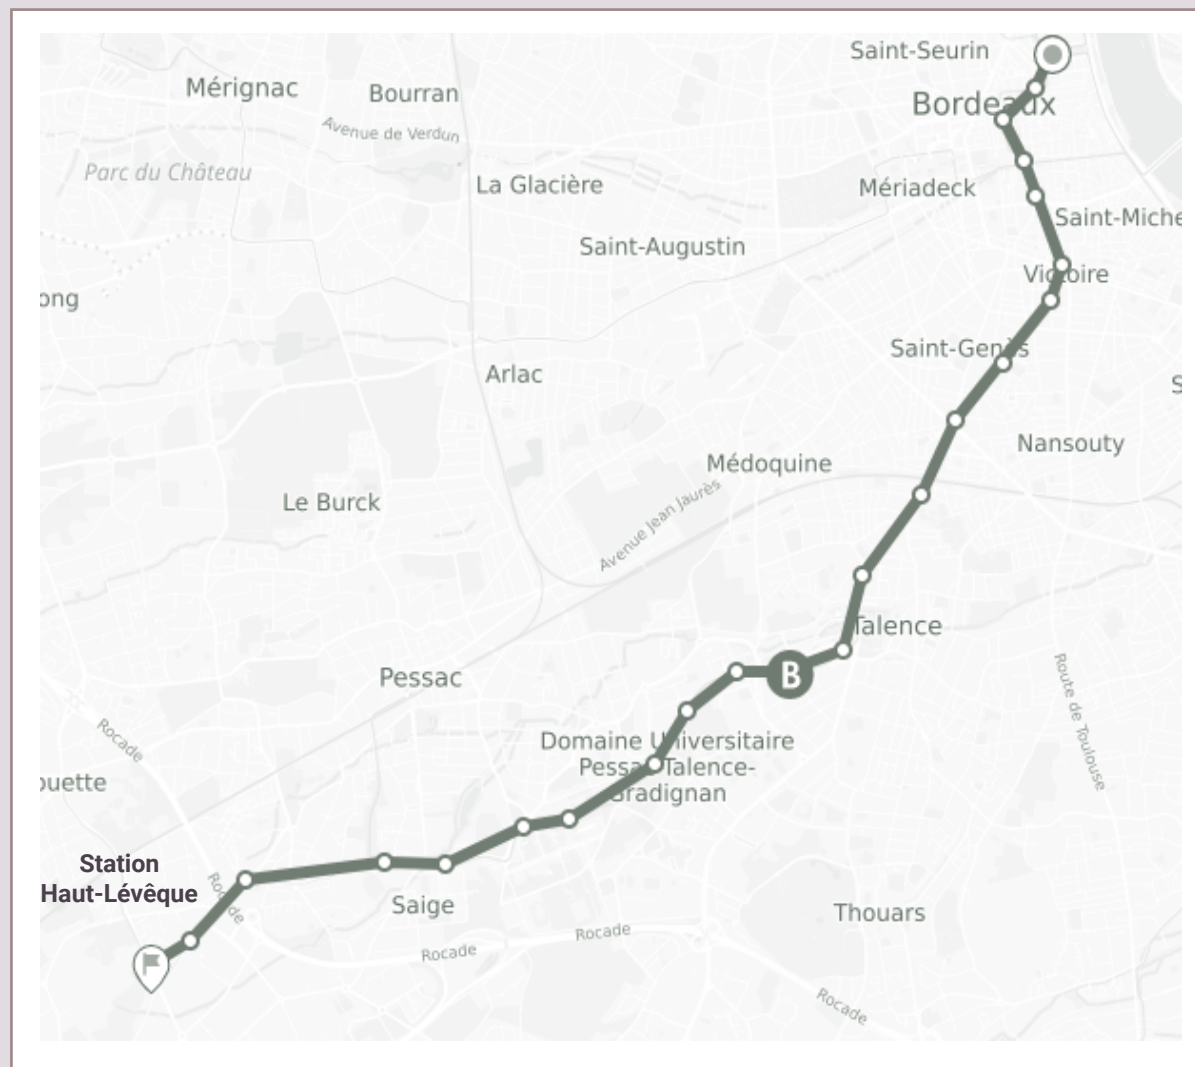 Saint-Seurin
Mérignac
Bourran
Bordeaux
Avenue de Verdun
Parc du Château
La Glacière
Mériadeck
Saint-Miche
Saint-Augustin
Victoire
ong
Saint-Genès
Arlac
S
Nansouty
Médoquine
Le Burck
Avenue Jean Jaurès
Talence
Pessac
B
Route de Toulouse
Rocade
Domaine Universitaire
Pessac-Talence-
Gradignan
ouette
Station
Haut-Lévêque
Rocade
Saige
Thouars
Rocade
Rocade
Rocade